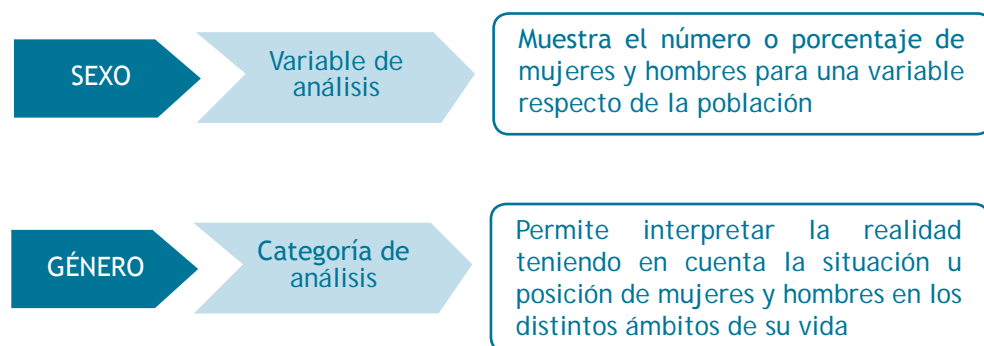 SEXO
Variable de
análisis
Muestra el número o porcentaje de
mujeres y hombres para una variable
respecto de la población
GÉNERO
Categoría de
análisis
Permite interpretar la realidad
teniendo en cuenta la situación u
posición de mujeres y hombres en los
distintos ámbitos de su vida